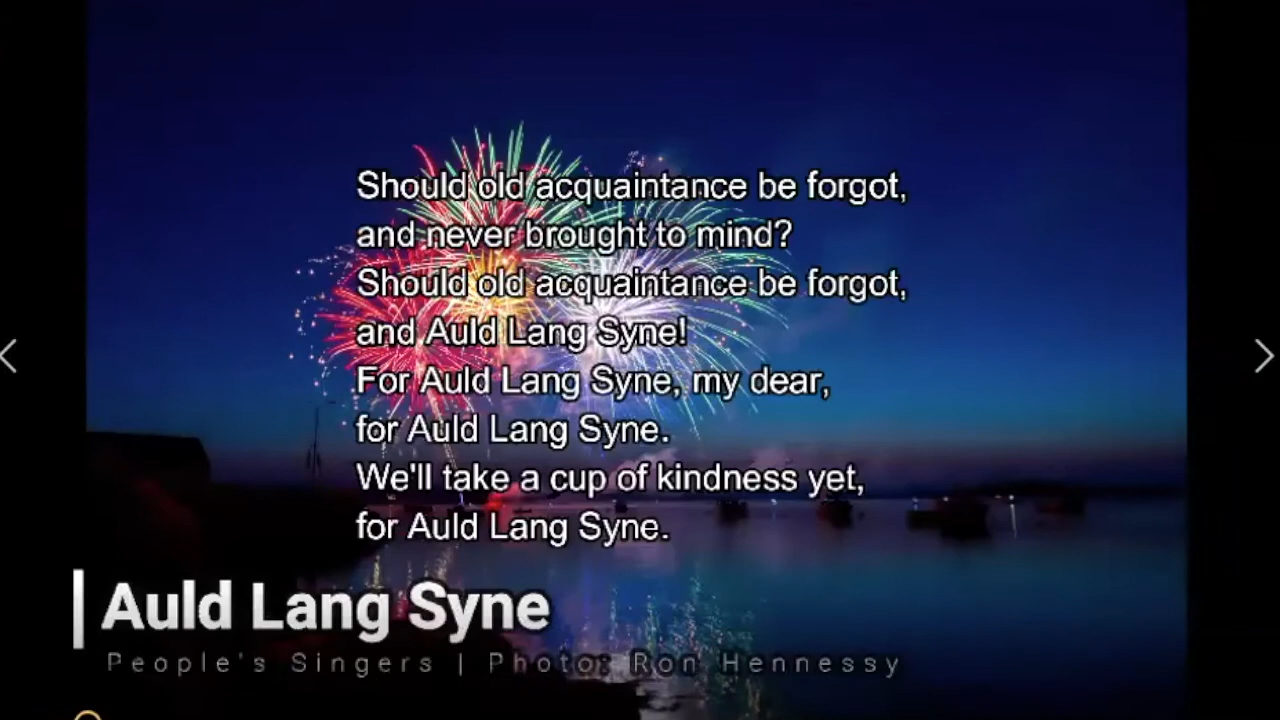 Should old acquaintance be forgot,
and never brought to mind?
Should old acquaintance be forgot,
and Auld Lang Syne!
For Auld Lang Syne, my dear,
for Auld Lang Syne.
We'll take a cup of kindness yet,
for Auld Lang Syne.
Auld Lang Syne
People's Singers | Photo: Ron Hennessy